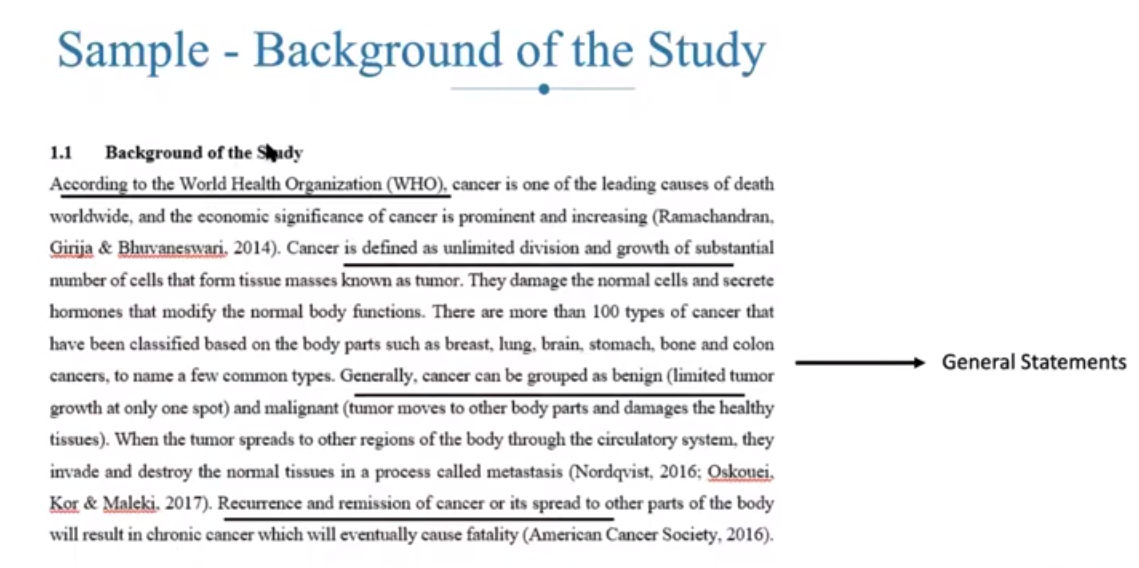 Sample - Background of the Study
1.1 Background of the Study
According to the World Health Organization (WHO), cancer is one of the leading causes of death
worldwide, and the economic significance of cancer is prominent and increasing (Ramachandran,
Girija & Bhuvaneswari, 2014). Cancer is defined as unlimited division and growth of substantial
number of cells that form tissue masses known as tumor. They damage the normal cells and secrete
hormones that modify the normal body functions. There are more than 100 types of cancer that
have been classified based on the body parts such as breast, lung, brain, stomach, bone and colon
cancers, to name a few common types. Generally, cancer can be grouped as benign (limited tumor
General Statements
growth at only one spot) and malignant (tumor moves to other body parts and damages the healthy
tissues). When the tumor spreads to other regions of the body through the circulatory system, they
invade and destroy the normal tissues in a process called metastasis (Nordqvist, 2016; Oskouei,
Kor & Maleki, 2017). Recurrence and remission of cancer or its spread to other parts of the body
will result in chronic cancer which will eventually cause fatality (American Cancer Society, 2016).